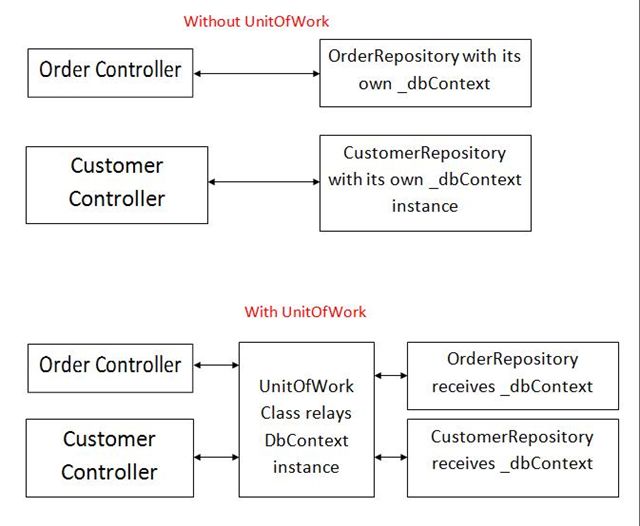 Without UnitOfWork
Order Controller
OrderRepository with its
own _dbContext
Customer
Controller
CustomerRepository
with its own _dbContext
instance
With UnitOfWork
Order Controller
UnitOfWork
Class relays
DbContext
instance
OrderRepository
receives _dbContext
Customer
Controller
CustomerRepository
receives _dbContext